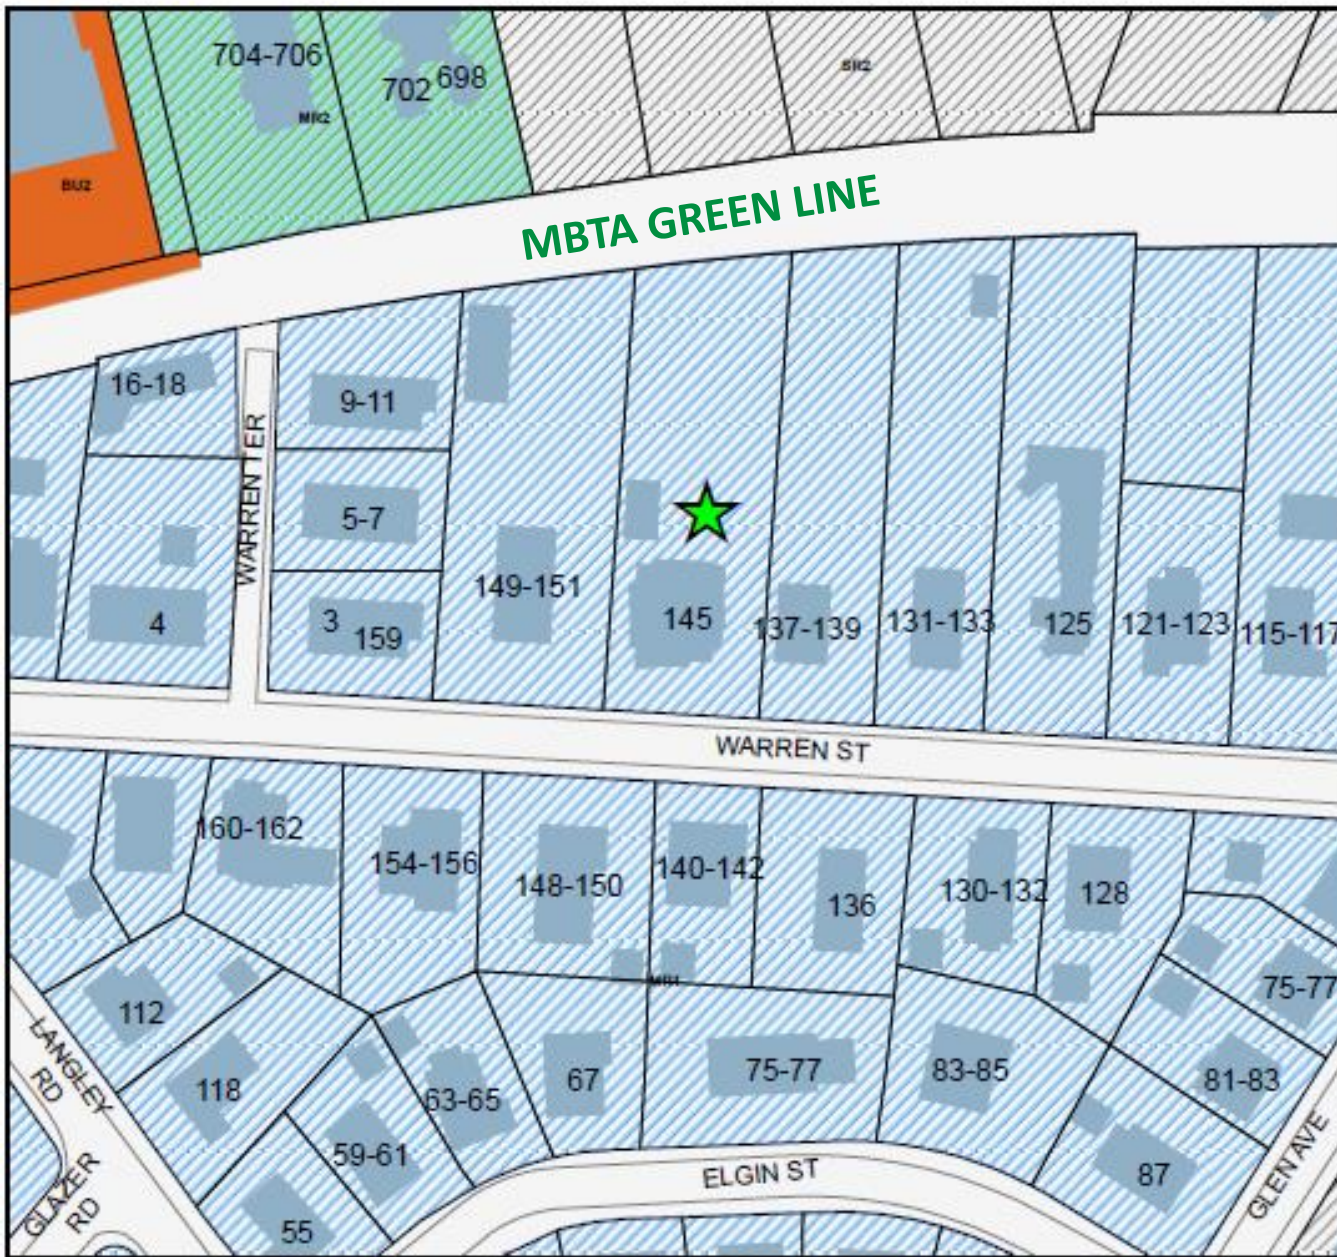 704-706
702
698
SR2
MR2
BU2
MBTA GREEN LINE
16-18
9-11
WARREN TER
5-7
149-151
4
3
159
145
137-139
131-133
125
121-123
115-117
WARREN ST
160-162
154-156
148-150
140-142
136
130-132
128
MR1
112
75-77
LANGLEY
RD
118
63-65
67
75-77
83-85
81-83
59-61
87
GLAZER
RD
55
ELGIN ST
GLEN AVE